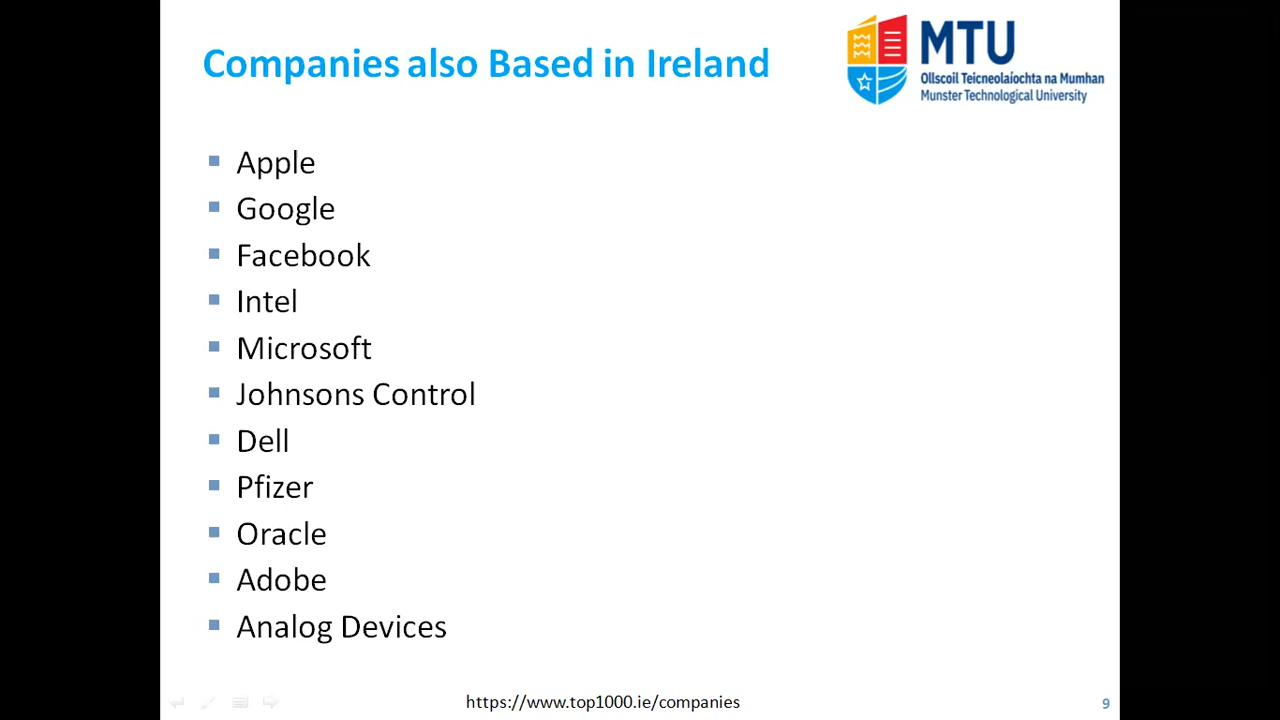 Companies also Based in Ireland
MTU
Ollscoil Teicneolaíochta na Mumhan
Munster Technological University
Apple
Google
Facebook
Intel
Microsoft
Johnsons Control
Dell
Pfizer
Oracle
Adobe
Analog Devices
https://www.top1000.ie/companies
9